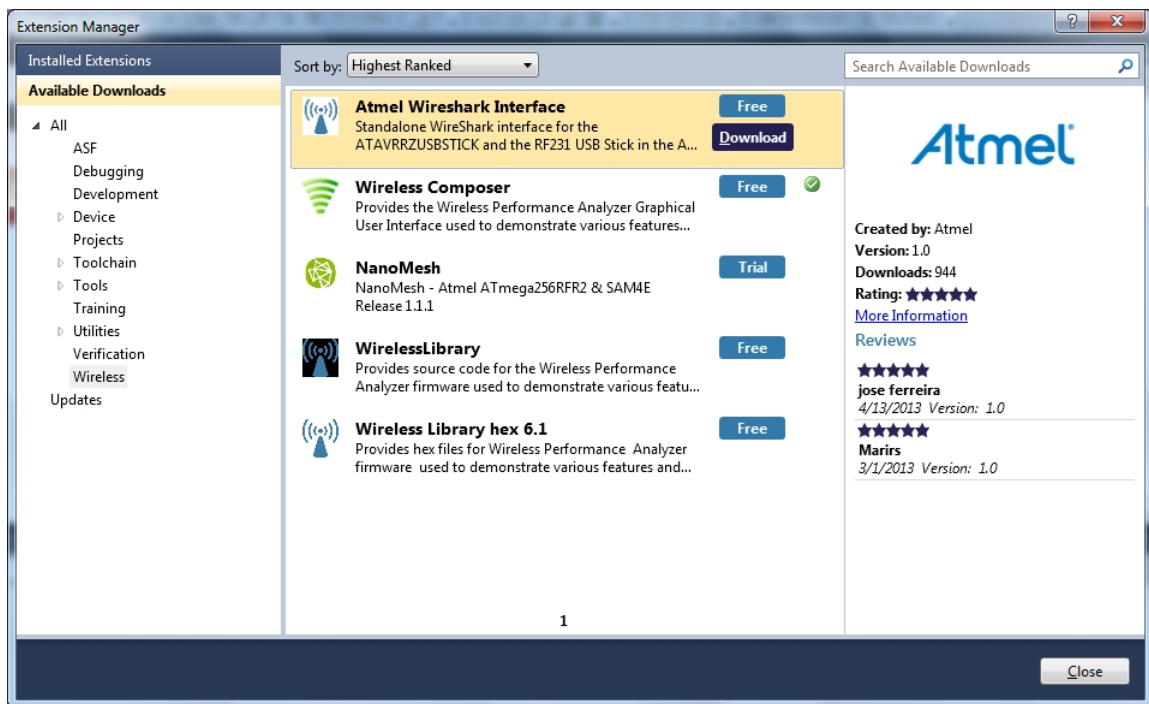 Extension Manager
Installed Extensions
Available Downloads
All
ASF
Debugging
Development
Device
Projects
Toolchain
Tools
Training
Utilities
Verification
Wireless
Updates
Sort by: Highest Ranked
Atmel Wireshark Interface
Free
Standalone WireShark interface for the
ATAVRRZUSBSTICK and the RF231 USB Stick in the A...
Download
Wireless Composer
Free
Provides the Wireless Performance Analyzer Graphical
User Interface used to demonstrate various features...
NanoMesh
Trial
NanoMesh - Atmel ATmega256RFR2 & SAM4E
Release 1.1.1
WirelessLibrary
Free
Provides source code for the Wireless Performance
Analyzer firmware used to demonstrate various featu...
Wireless Library hex 6.1
Free
Provides hex files for Wireless Performance Analyzer
firmware used to demonstrate various features and...
1
Search Available Downloads
Atmel
Created by: Atmel
Version: 1.0
Downloads: 944
Rating: ★★★★★
More Information
Reviews
★★★★★
jose ferreira
4/13/2013 Version: 1.0
★★★★★
Marirs
3/1/2013 Version: 1.0
Close